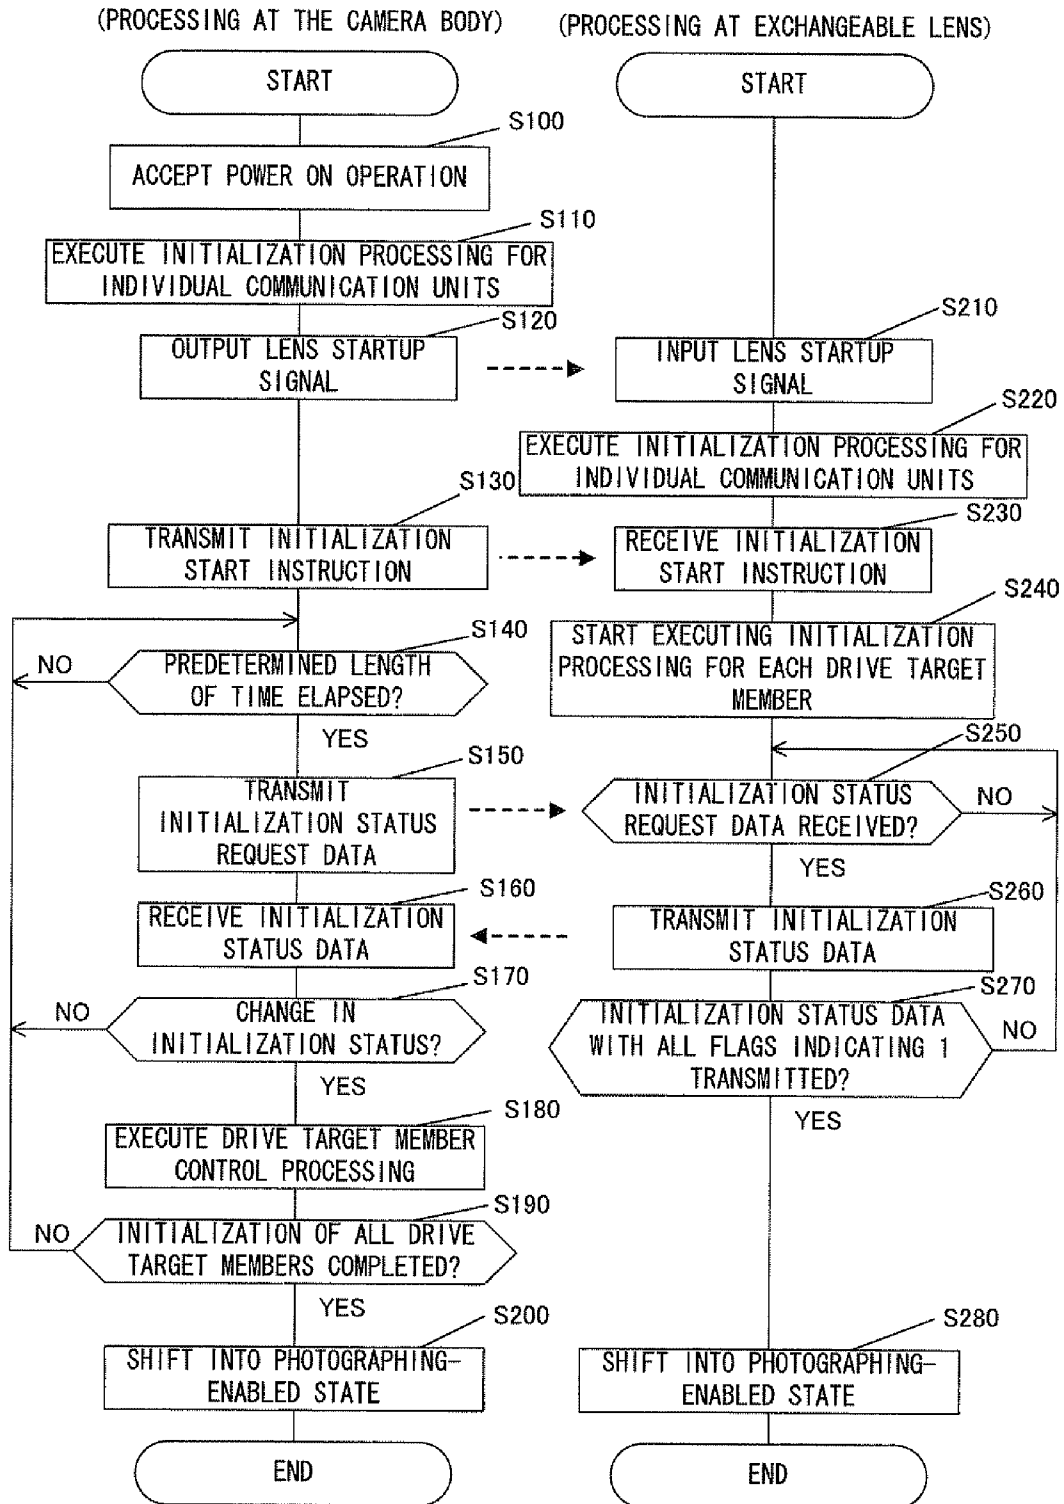 (PROCESSING AT THE CAMERA BODY)
(PROCESSING AT EXCHANGEABLE LENS)
START
START
S100
ACCEPT POWER ON OPERATION
S110
EXECUTE INITIALIZATION PROCESSING FOR
INDIVIDUAL COMMUNICATION UNITS
S120
OUTPUT LENS STARTUP
SIGNAL
S210
INPUT LENS STARTUP
SIGNAL
S220
EXECUTE INITIALIZATION PROCESSING FOR
INDIVIDUAL COMMUNICATION UNITS
S130
TRANSMIT INITIALIZATION
START INSTRUCTION
S230
RECEIVE INITIALIZATION
START INSTRUCTION
S240
START EXECUTING INITIALIZATION
PROCESSING FOR EACH DRIVE TARGET
MEMBER
S140
NO
PREDETERMINED LENGTH
OF TIME ELAPSED?
YES
S150
TRANSMIT
INITIALIZATION STATUS
REQUEST DATA
S250
INITIALIZATION STATUS
REQUEST DATA RECEIVED?
NO
YES
S160
RECEIVE INITIALIZATION
STATUS DATA
S260
TRANSMIT INITIALIZATION
STATUS DATA
S170
NO
CHANGE IN
INITIALIZATION STATUS?
YES
S270
INITIALIZATION STATUS DATA
WITH ALL FLAGS INDICATING 1
TRANSMITTED?
NO
YES
S180
EXECUTE DRIVE TARGET MEMBER
CONTROL PROCESSING
S190
NO
INITIALIZATION OF ALL DRIVE
TARGET MEMBERS COMPLETED?
YES
S200
SHIFT INTO PHOTOGRAPHING-
ENABLED STATE
S280
SHIFT INTO PHOTOGRAPHING-
ENABLED STATE
END
END